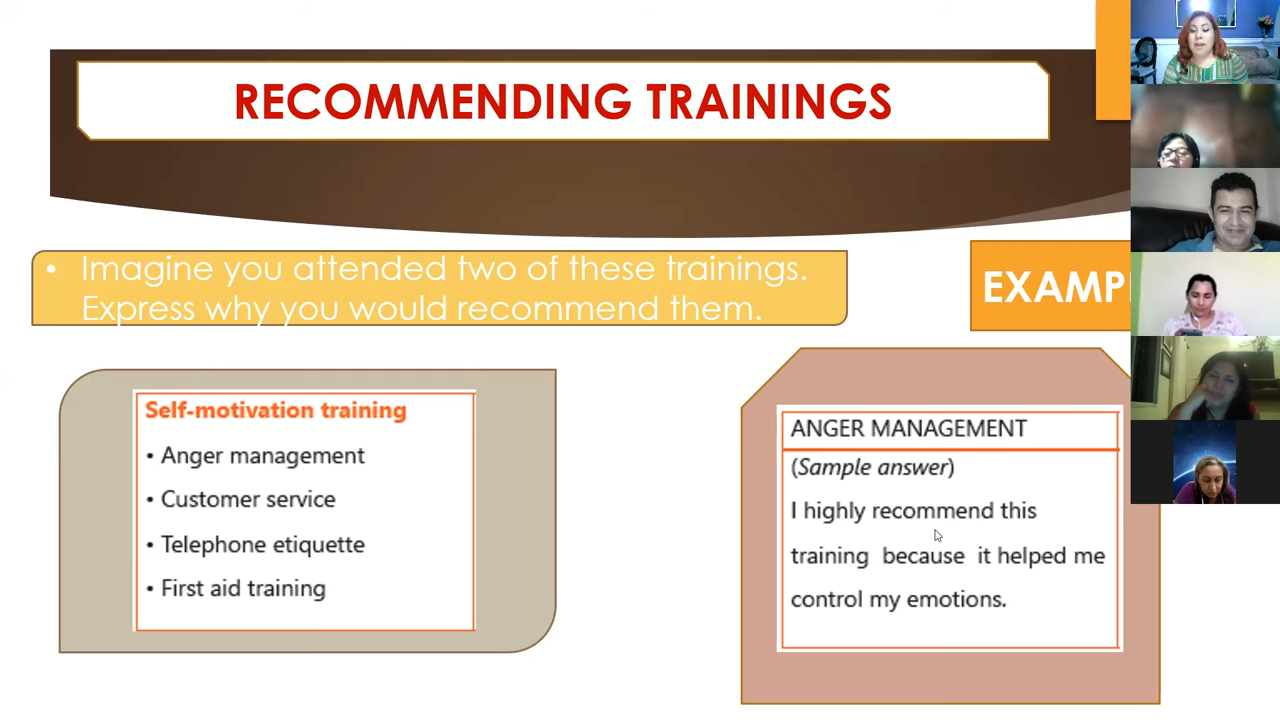 RECOMMENDING TRAININGS
• Imagine you attended two of these trainings.
Express why you would recommend them.
EXAMP
Self-motivation training
• Anger management
• Customer service
• Telephone etiquette
• First aid training
ANGER MANAGEMENT
(Sample answer)
I highly recommend this
training because it helped me
control my emotions.